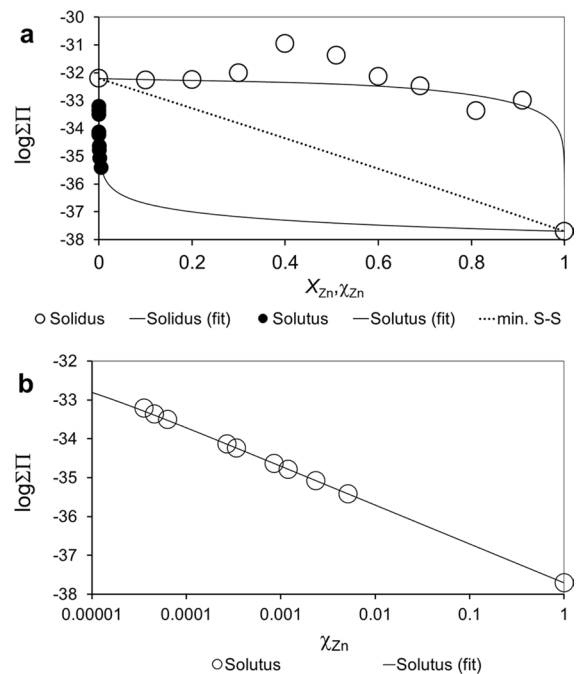 a
-30
-31
-32
-33
-34
-35
-36
-37
-38
logΣΠ
0 0.2 0.4 0.6 0.8 1
XZn,χZn
Solidus Solidus (fit) Solutus Solutus (fit) min. S-S
b
-32
-33
-34
-35
-36
-37
-38
logΣΠ
0.00001 0.0001 0.001 0.01 0.1 1
χZn
Solutus Solutus (fit)